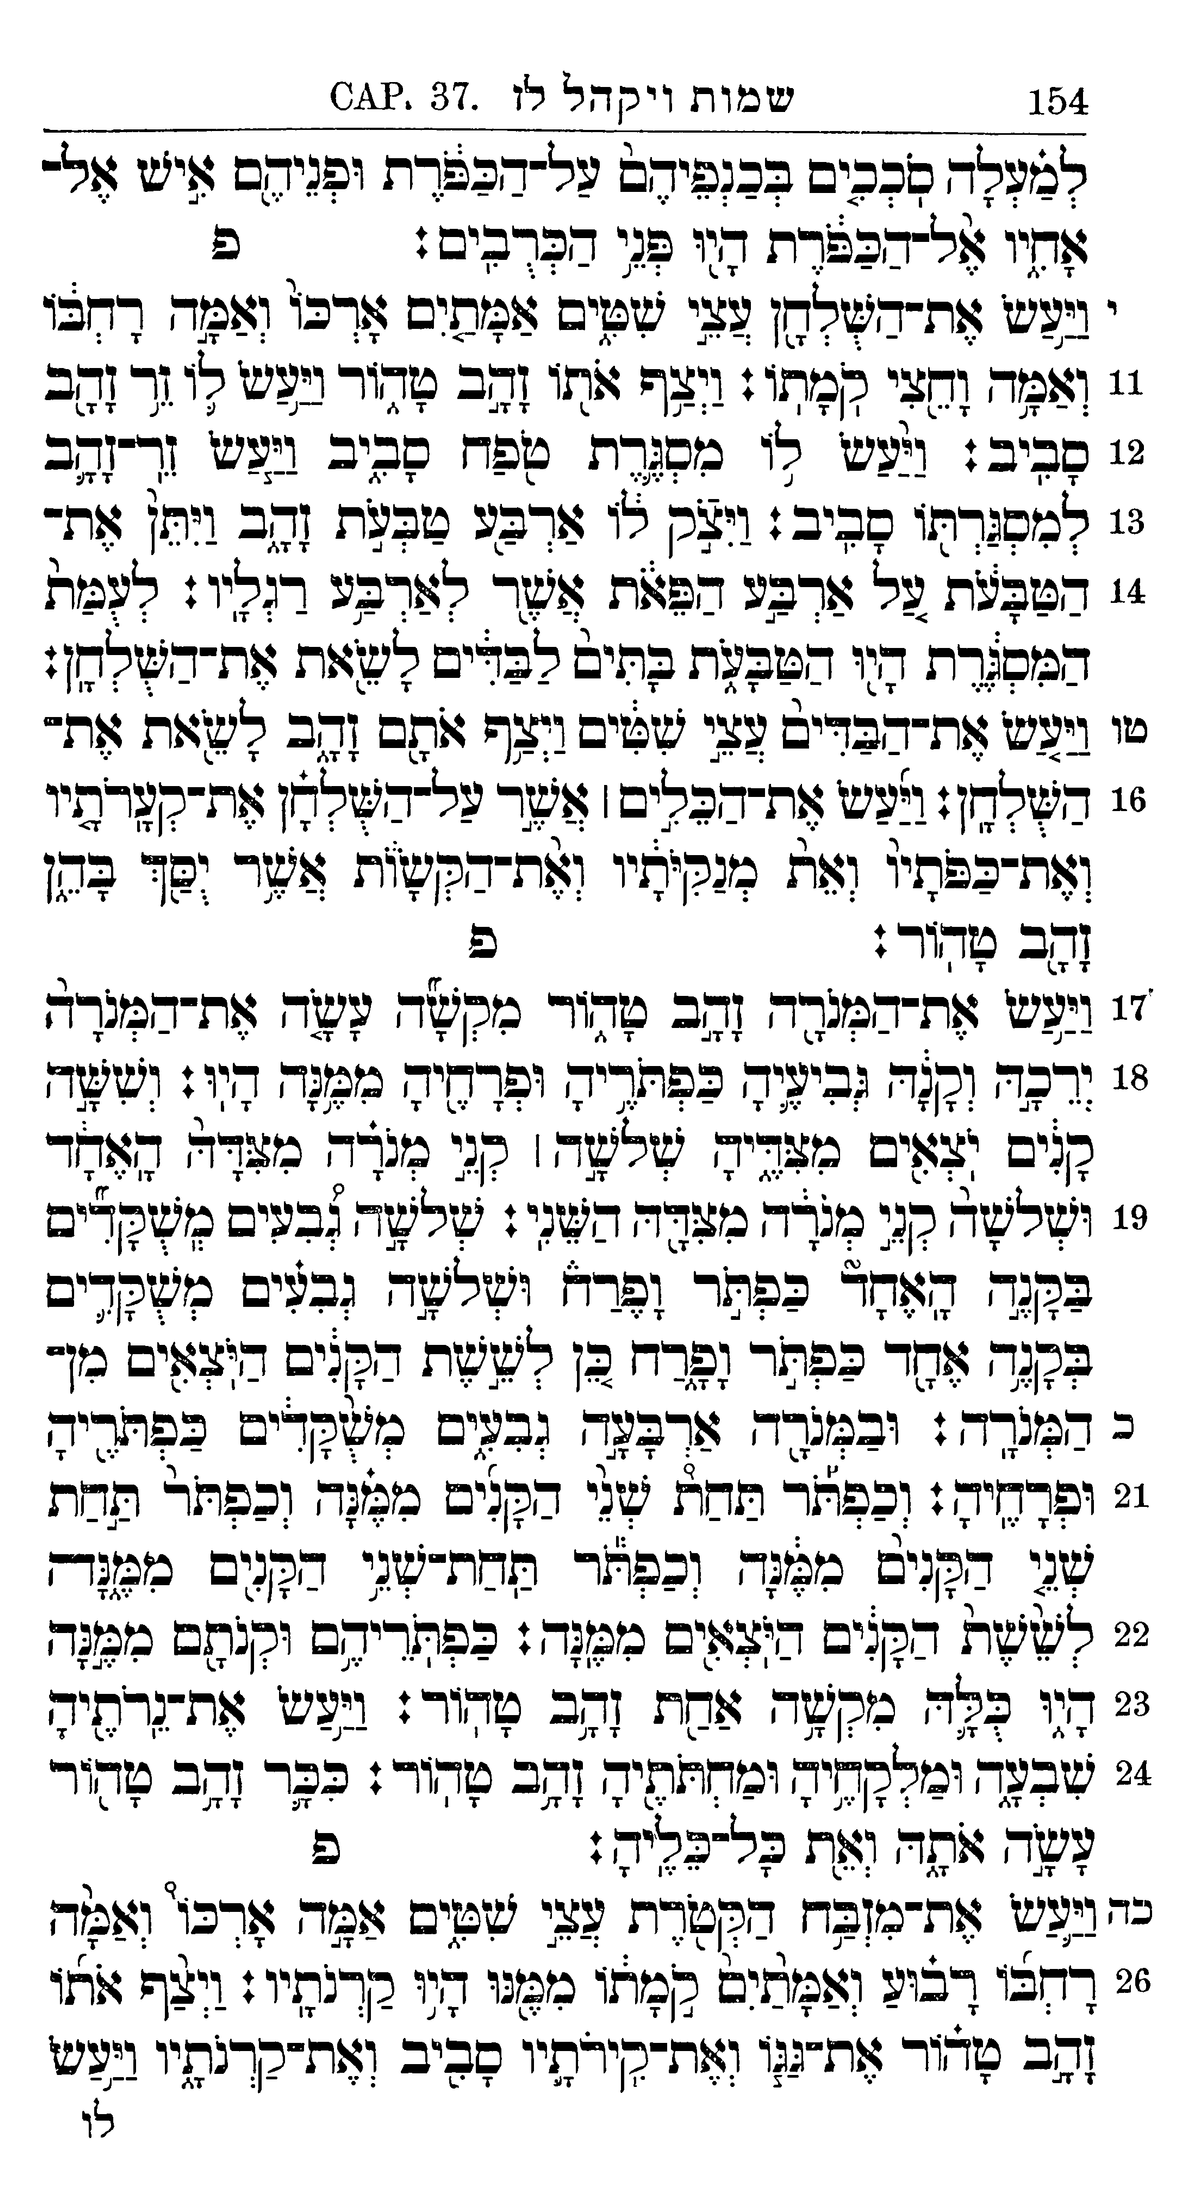 154 שמות ויקהל לז CAP. 37.
לְמַ֗עְלָה סֹֽכְכִ֤ים בְּכַנְפֵיהֶם֙ עַל־הַכַּפֹּ֔רֶת וּפְנֵיהֶ֖ם אִ֣ישׁ אֶל־
אָחִ֑יו אֶ֨ל־הַכַּפֹּ֔רֶת הָי֖וּ פְּנֵ֥י הַכְּרֻבִֽים׃ פ
י וַיַּ֥עַשׂ אֶת־הַשֻּׁלְחָ֖ן עֲצֵ֣י שִׁטִּ֑ים אַמָּתַ֤יִם אָרְכּוֹ֙ וְאַמָּ֣ה רָחְבּ֔וֹ
11 וְאַמָּ֥ה וָחֵ֖צִי קֹֽמָתֽוֹ׃ וַיְצַ֥ף אֹת֖וֹ זָהָ֣ב טָה֑וֹר וַיַּ֥עַשׂ ל֛וֹ זֵ֥ר זָהָ֖ב
12 סָבִֽיב׃ וַיַּ֨עַשׂ ל֥וֹ מִסְגֶּ֛רֶת טֹ֖פַח סָבִ֑יב וַיַּ֧עַשׂ זֵֽר־זָהָ֛ב
13 לְמִסְגַּרְתּ֖וֹ סָבִֽיב׃ וַיִּצֹ֣ק ל֔וֹ אַרְבַּ֖ע טַבְּעֹ֣ת זָהָ֑ב וַיִּתֵּן֙ אֶת־
14 הַטַּבָּעֹ֔ת עַ֚ל אַרְבַּ֣ע הַפֵּאֹ֔ת אֲשֶׁ֖ר לְאַרְבַּ֥ע רַגְלָֽיו׃ לְעֻמַּת֙
הַמִּסְגֶּ֔רֶת הָי֖וּ הַטַּבָּעֹ֑ת בָּתִּים֙ לַבַּדִּ֔ים לָשֵׂ֖את אֶת־הַשֻּׁלְחָֽן׃
טו וַיַּ֤עַשׂ אֶת־הַבַּדִּים֙ עֲצֵ֣י שִׁטִּ֔ים וַיְצַ֥ף אֹתָ֖ם זָהָ֑ב לָשֵׂ֖את אֶת־
16 הַשֻּׁלְחָֽן׃ וַיַּ֜עַשׂ אֶֽת־הַכֵּלִ֣ים׀ אֲשֶׁ֣ר עַל־הַשֻּׁלְחָ֗ן אֶת־קְעָרֹתָ֤יו
וְאֶת־כַּפֹּתָיו֙ וְאֵת֙ מְנַקִּיֹּתָ֔יו וְאֶ֨ת־הַקְּשָׂוֺ֔ת אֲשֶׁ֥ר יֻסַּ֖ךְ בָּהֵ֑ן
זָהָ֖ב טָהֽוֹר׃ פ
17 וַיַּ֥עַשׂ אֶת־הַמְּנֹרָ֖ה זָהָ֣ב טָה֑וֹר מִקְשָׁ֞ה עָשָׂ֤ה אֶת־הַמְּנֹרָה֙
18 יְרֵכָ֣הּ וְקָנָ֔הּ גְּבִיעֶ֛יהָ כַּפְתֹּרֶ֥יהָ וּפְרָחֶ֖יהָ מִמֶּ֥נָּה הָיֽוּ׃ וְשִׁשָּׁ֣ה
קָנִ֔ים יֹצְאִ֖ים מִצִּדֶּ֑יהָ שְׁלֹשָׁ֣ה׀ קְנֵ֣י מְנֹרָ֗ה מִצִּדָּהּ֙ הָֽאֶחָ֔ד
19 וּשְׁלֹשָׁה֙ קְנֵ֣י מְנֹרָ֔ה מִצִּדָּ֖הּ הַשֵּׁנִֽי׃ שְׁלֹשָׁ֣ה גְ֠בִעִים מְֽשֻׁקָּדִ֞ים
בַּקָּנֶ֣ה הָֽאֶחָד֮ כַּפְתֹּ֣ר וָפֶרַח֒ וּשְׁלֹשָׁ֣ה גְבִעִ֗ים מְשֻׁקָּדִ֛ים
בְּקָנֶ֥ה אֶחָ֖ד כַּפְתֹּ֣ר וָפָ֑רַח כֵּ֚ן לְשֵׁ֣שֶׁת הַקָּנִ֔ים הַיֹּֽצְאִ֖ים מִן־
כ הַמְּנֹרָֽה׃ וּבַמְּנֹרָ֖ה אַרְבָּעָ֣ה גְבִעִ֑ים מְשֻׁ֨קָּדִ֔ים כַּפְתֹּרֶ֖יהָ
21 וּפְרָחֶֽיהָ׃ וְכַפְתֹּ֡ר תַּחַת֩ שְׁנֵ֨י הַקָּנִ֜ים מִמֶּ֗נָּה וְכַפְתֹּר֙ תַּ֣חַת
שְׁנֵ֤י הַקָּנִים֙ מִמֶּ֔נָּה וְכַפְתֹּ֕ר תַּֽחַת־שְׁנֵ֥י הַקָּנִ֖ים מִמֶּ֑נָּה
22 לְשֵׁ֨שֶׁת֙ הַקָּנִ֔ים הַיֹּֽצְאִ֖ים מִמֶּֽנָּה׃ כַּפְתֹּֽרֵיהֶ֥ם וּקְנֹתָ֖ם מִמֶּ֣נָּה
23 הָי֑וּ כֻּלָּ֛הּ מִקְשָׁ֥ה אַחַ֖ת זָהָ֥ב טָהֽוֹר׃ וַיַּ֥עַשׂ אֶת־נֵֽרֹתֶ֖יהָ
24 שִׁבְעָ֑ה וּמַלְקָחֶ֥יהָ וּמַחְתֹּתֶ֖יהָ זָהָ֥ב טָהֽוֹר׃ כִּכָּ֛ר זָהָ֥ב טָה֖וֹר
עָשָׂ֣ה אֹתָ֑הּ וְאֵ֖ת כָּל־כֵּלֶֽיהָ׃ פ
כה וַיַּ֛עַשׂ אֶת־מִזְבַּ֥ח הַקְּטֹ֖רֶת עֲצֵ֣י שִׁטִּ֑ים אַמָּ֣ה אָרְכּוֹ֩ וְאַמָּ֨ה
26 רָחְבּ֜וֹ רָב֗וּעַ וְאַמָּתַ֨יִם֙ קֹֽמָת֔וֹ מִמֶּ֖נּוּ הָי֥וּ קַרְנֹתָֽיו׃ וַיְצַ֨ף אֹת֜וֹ
זָהָ֣ב טָה֗וֹר אֶת־גַּגּ֧וֹ וְאֶת־קִֽירֹתָ֛יו סָבִ֖יב וְאֶת־קַרְנֹתָ֑יו וַיַּ֥עַשׂ
לו